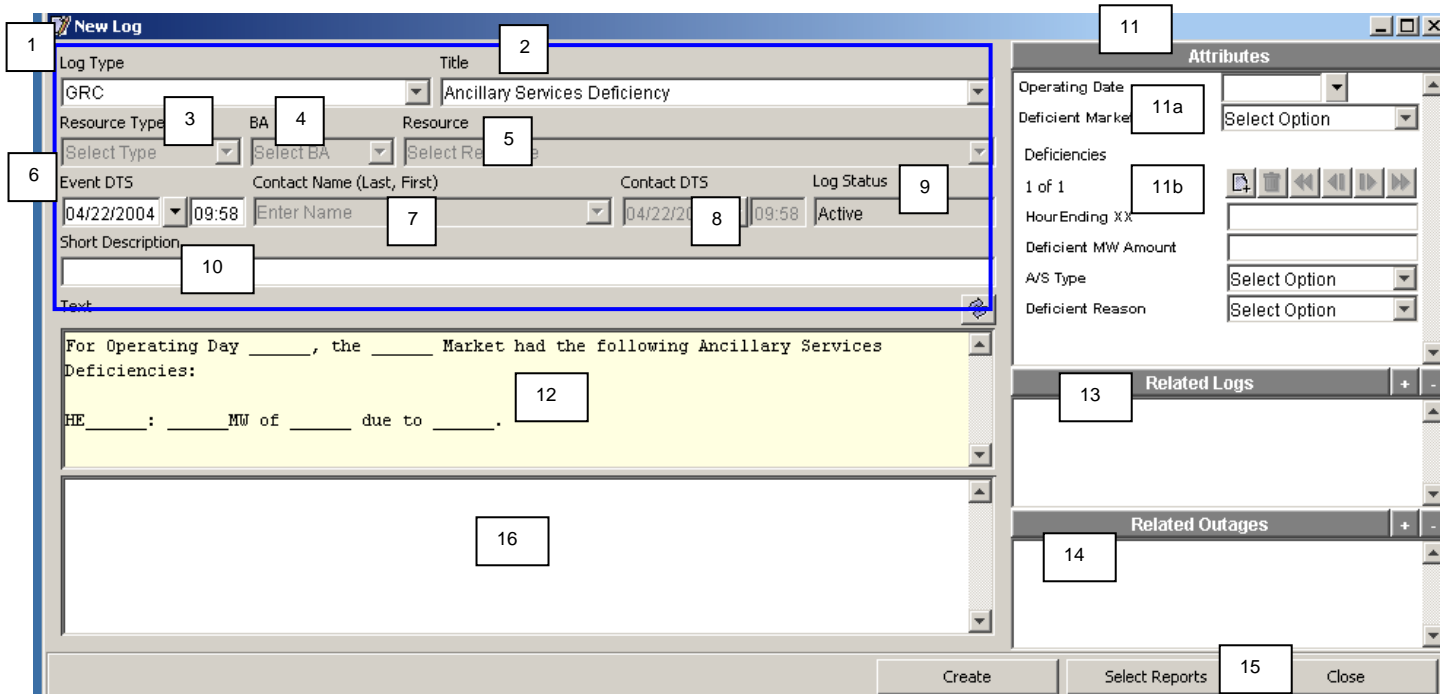 11
New Log
1
2
Attributes
Log Type Title
GRC Ancillary Services Deficiency
Operating Date
11a
Deficient Market Select Option
Resource Type 3 BA 4 Resource 5
Select Type Select BA Select Re e
Deficiencies
6
Event DTS Contact Name (Last, First) Contact DTS Log Status 9
1 of 1 11b
04/22/2004 09:58 Enter Name 7 04/22/20 8 09:58 Active
HourEnding XX
Short Description
10
Deficient MW Amount
A/S Type Select Option
Text
Deficient Reason Select Option
For Operating Day ______, the ______ Market had the following Ancillary Services
Deficiencies:
12
HE______: ______MW of ______ due to ______.
13 Related Logs + -
16
Related Outages + -
14
Create Select Reports 15 Close